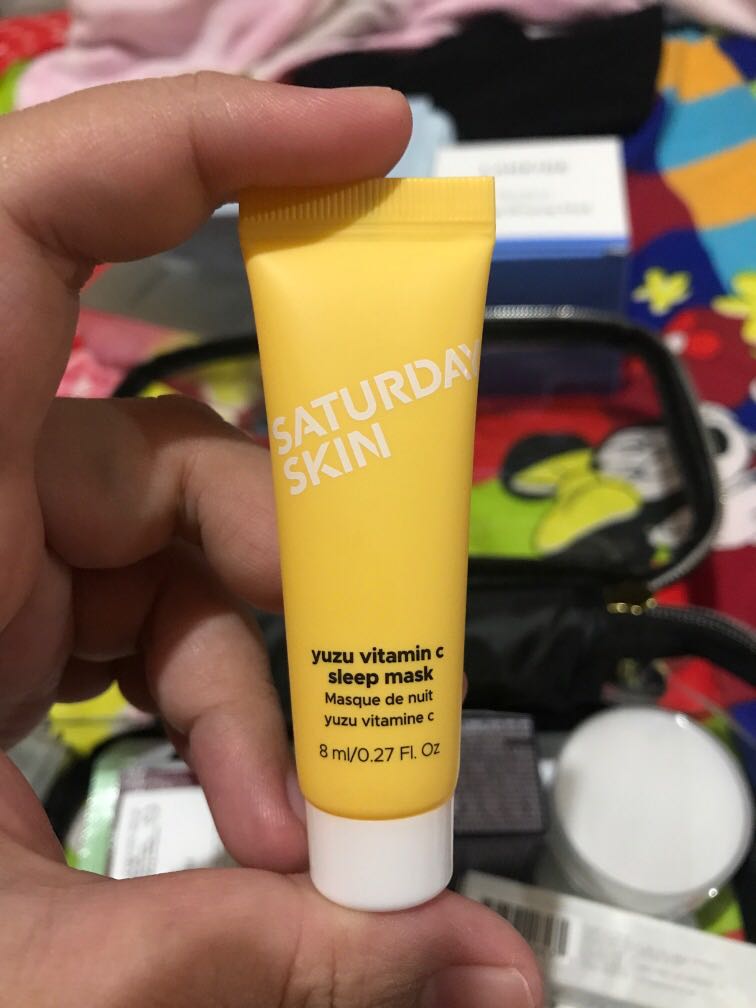 SATURDAY
SKIN
yuzu vitamin c
sleep mask
Masque de nuit
yuzu vitamine c
8 ml/0.27 Fl. Oz